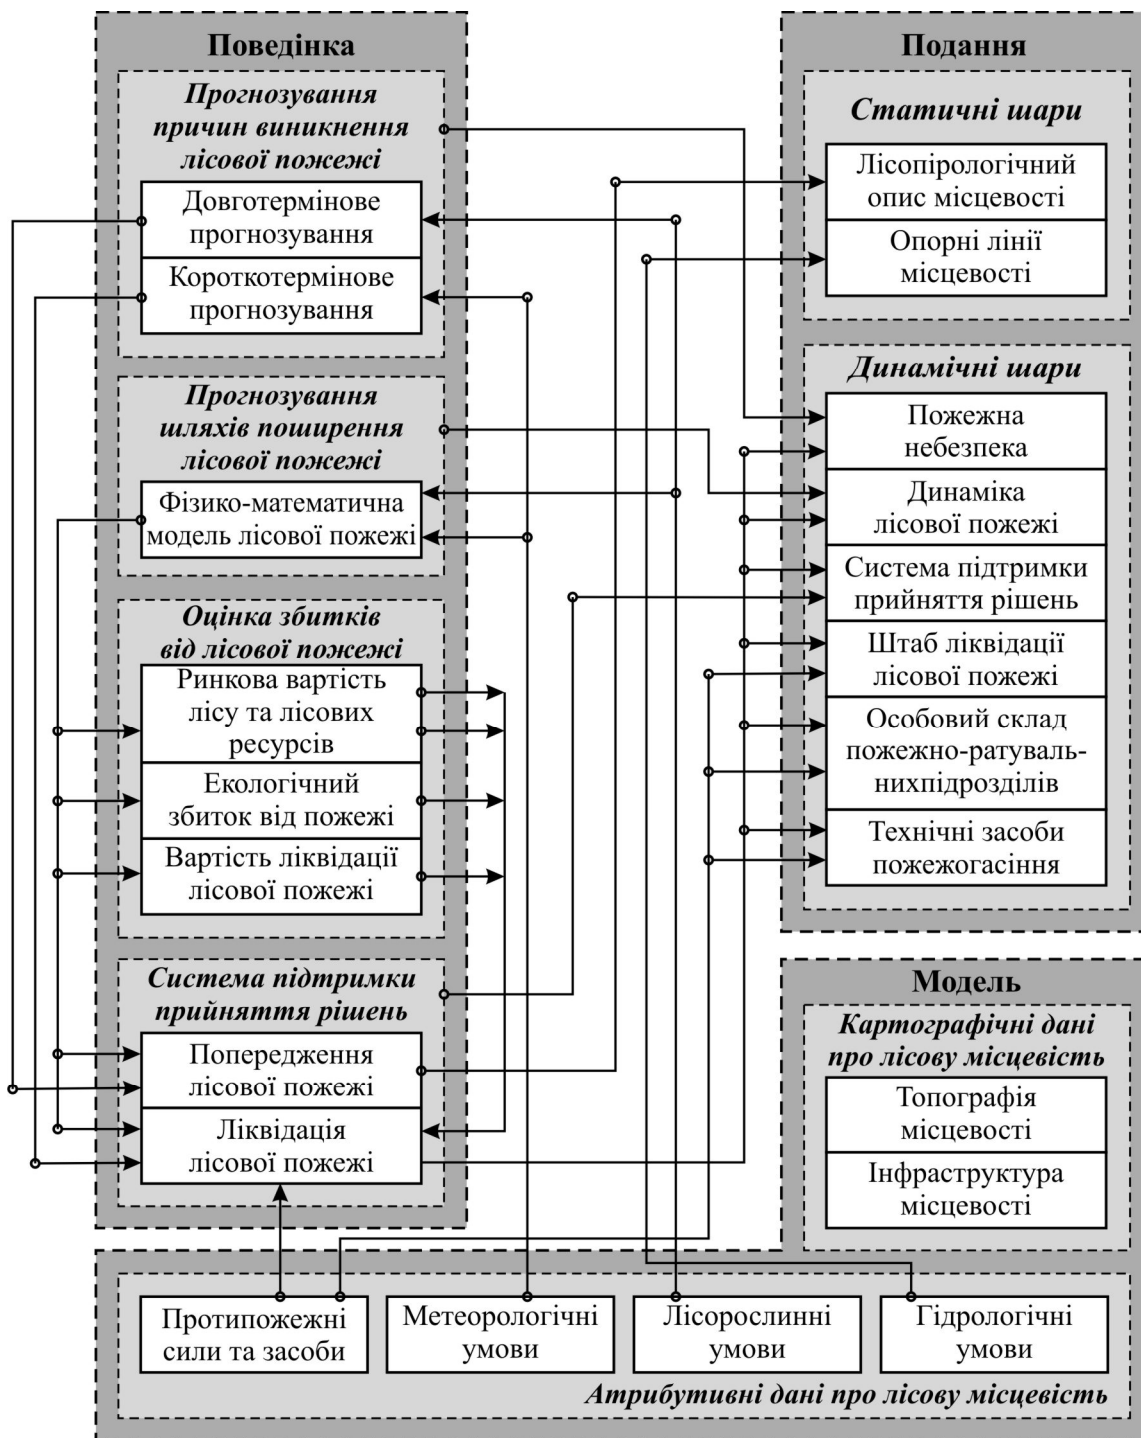 Поведінка
Прогнозування
причин виникнення
лісової пожежі
Довготермінове
прогнозування
Короткотермінове
прогнозування
Прогнозування
шляхів поширення
лісової пожежі
Фізико-математична
модель лісової пожежі
Оцінка збитків
від лісової пожежі
Ринкова вартість
лісу та лісових
ресурсів
Екологічний
збиток від пожежі
Вартість ліквідації
лісової пожежі
Система підтримки
прийняття рішень
Попередження
лісової пожежі
Ліквідація
лісової пожежі
Подання
Статичні шари
Лісопірологічний
опис місцевості
Опорні лінії
місцевості
Динамічні шари
Пожежна
небезпека
Динаміка
лісової пожежі
Система підтримки
прийняття рішень
Штаб ліквідації
лісової пожежі
Особовий склад
пожежно-ратуваль-
нихпідрозділів
Технічні засоби
пожежогасіння
Модель
Картографічні дані
про лісову місцевість
Топографія
місцевості
Інфраструктура
місцевості
Протипожежні
сили та засоби
Метеорологічні
умови
Лісорослинні
умови
Гідрологічні
умови
Атрибутивні дані про лісову місцевість